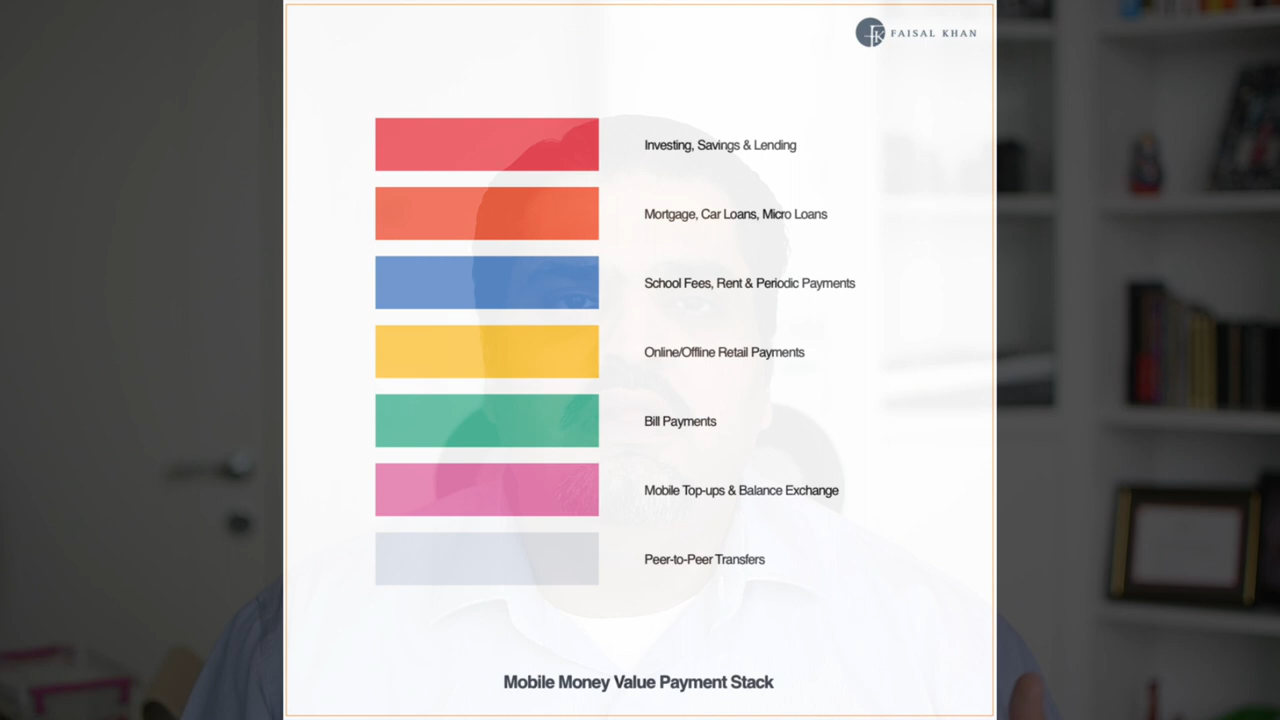 FK FAISAL KHAN
Investing, Savings & Lending
Mortgage, Car Loans, Micro Loans
School Fees, Rent & Periodic Payments
Online/Offline Retail Payments
Bill Payments
Mobile Top-ups & Balance Exchange
Peer-to-Peer Transfers
Mobile Money Value Payment Stack